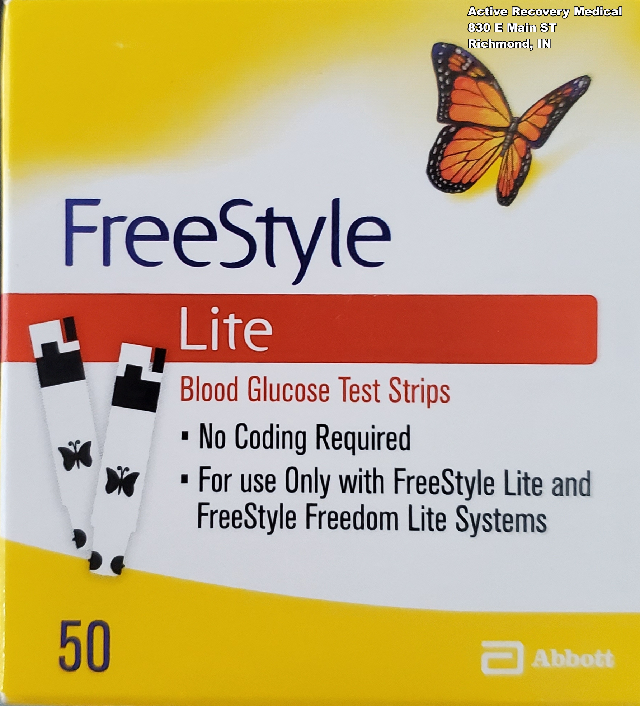 Active Recovery Medical
830 E Main ST
Richmond, IN
FreeStyle
Lite
Blood Glucose Test Strips
▪ No Coding Required
▪ For use Only with FreeStyle Lite and
FreeStyle Freedom Lite Systems
50
Abbott